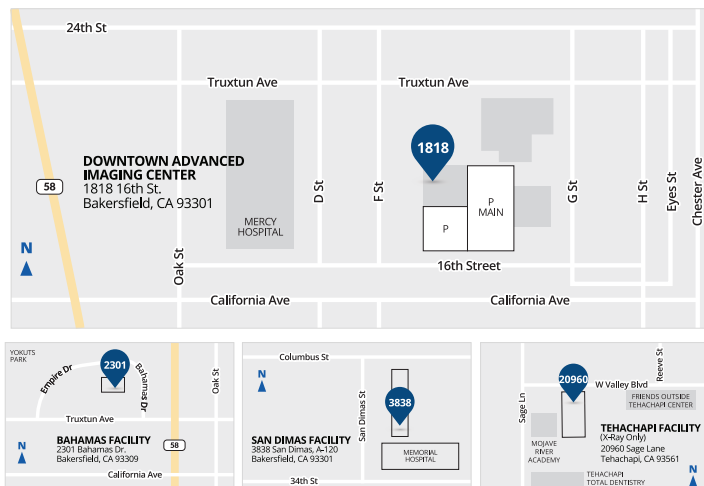 24th St
Truxtun Ave
Truxtun Ave
1818
DOWNTOWN ADVANCED
IMAGING CENTER
1818 16th St.
Bakersfield, CA 93301
58
MERCY
HOSPITAL
D St
F St
P
MAIN
P
G St
H St
Eyes St
Chester Ave
N
Oak St
16th Street
California Ave
California Ave
YOKUTS
PARK
2301
Empire Dr
Bahamas Dr
Oak St
Truxtun Ave
N
BAHAMAS FACILITY
2301 Bahamas Dr.
Bakersfield, CA 93309
58
California Ave
Columbus St
N
San Dimas St
3838
SAN DIMAS FACILITY
3838 San Dimas, A-120
Bakersfield, CA 93301
MEMORIAL
HOSPITAL
34th St
Reeve St
20960
W Valley Blvd
Sage Ln
FRIENDS OUTSIDE
TEHACHAPI CENTER
MOJAVE
RIVER
ACADEMY
TEHACHAPI FACILITY
(X-Ray Only)
20960 Sage Lane
Tehachapi, CA 93561
N
TEHACHAPI
TOTAL DENTISTRY